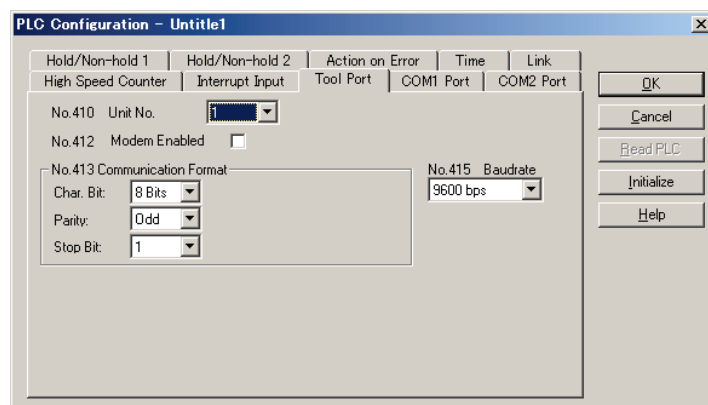 PLC Configuration - Untitle1
Hold/Non-hold 1 Hold/Non-hold 2 Action on Error Time Link
High Speed Counter Interrupt Input Tool Port COM1 Port COM2 Port
OK
Cancel
Read PLC
Initialize
Help
No.410 Unit No. 1
No.412 Modem Enabled
No.413 Communication Format
Char. Bit: 8 Bits
Parity: Odd
Stop Bit: 1
No.415 Baudrate
9600 bps